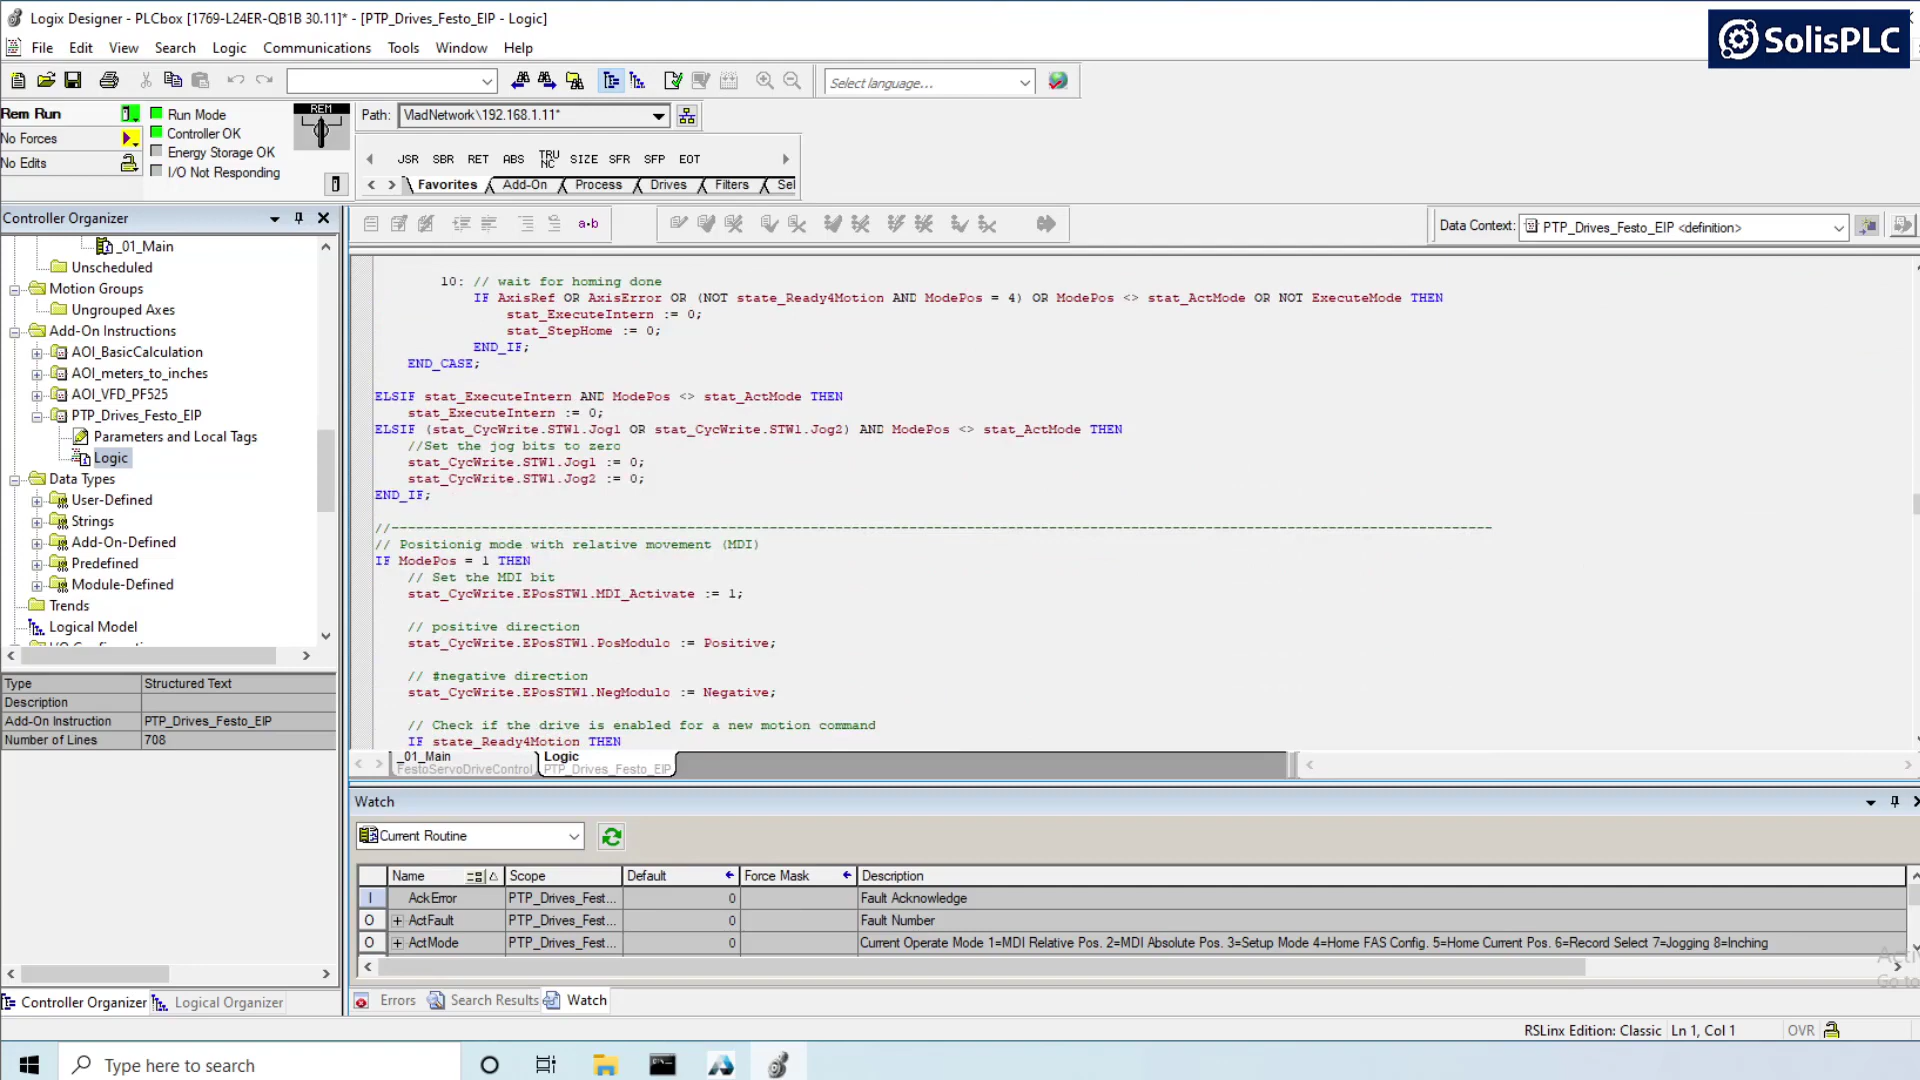 Logix Designer - PLCbox [1769-L24ER-QB1B 30.11]* - [PTP_Drives_Festo_EIP - Logic]
SolisPLC
File Edit View Search Logic Communications Tools Window Help
Select language...
Rem Run
No Forces
No Edits
Run Mode
Controller OK
Energy Storage OK
I/O Not Responding
REM
Path: VladNetwork\192.168.1.11*
JSR SBR RET ABS TRUNC SIZE SFR SFP EOT
Favorites Add-On Process Drives Filters Sel
Controller Organizer
a-b
Data Context: PTP_Drives_Festo_EIP <definition>
_01_Main
Unscheduled
Motion Groups
Ungrouped Axes
Add-On Instructions
AOI_BasicCalculation
AOI_meters_to_inches
AOI_VFD_PF525
PTP_Drives_Festo_EIP
Parameters and Local Tags
Logic
Data Types
User-Defined
Strings
Add-On-Defined
Predefined
Module-Defined
Trends
Logical Model
Type Structured Text
Description
Add-On Instruction PTP_Drives_Festo_EIP
Number of Lines 708
Controller Organizer Logical Organizer
10: // wait for homing done
IF AxisRef OR AxisError OR (NOT state_Ready4Motion AND ModePos = 4) OR ModePos <> stat_ActMode OR NOT ExecuteMode THEN
stat_ExecuteIntern := 0;
stat_StepHome := 0;
END_IF;
END_CASE;
ELSIF stat_ExecuteIntern AND ModePos <> stat_ActMode THEN
stat_ExecuteIntern := 0;
ELSIF (stat_CycWrite.STW1.Jog1 OR stat_CycWrite.STW1.Jog2) AND ModePos <> stat_ActMode THEN
//Set the jog bits to zero
stat_CycWrite.STW1.Jog1 := 0;
stat_CycWrite.STW1.Jog2 := 0;
END_IF;
//--------------------------------------------------------------------------------------------------------------------------------------
// Positionig mode with relative movement (MDI)
IF ModePos = 1 THEN
// Set the MDI bit
stat_CycWrite.EPosSTW1.MDI_Activate := 1;
// positive direction
stat_CycWrite.EPosSTW1.PosModulo := Positive;
// #negative direction
stat_CycWrite.EPosSTW1.NegModulo := Negative;
// Check if the drive is enabled for a new motion command
IF state_Ready4Motion THEN
_01_Main
FestoServoDriveControl
Logic
PTP_Drives_Festo_EIP
Watch
Current Routine
Name Scope Default Force Mask Description
I AckError PTP_Drives_Fest... 0 Fault Acknowledge
O ActFault PTP_Drives_Fest... 0 Fault Number
O ActMode PTP_Drives_Fest... 0 Current Operate Mode 1=MDI Relative Pos. 2=MDI Absolute Pos. 3=Setup Mode 4=Home FAS Config. 5=Home Current Pos. 6=Record Select 7=Jogging 8=Inching
Errors Search Results Watch
RSLinx Edition: Classic Ln 1, Col 1 OVR
Type here to search